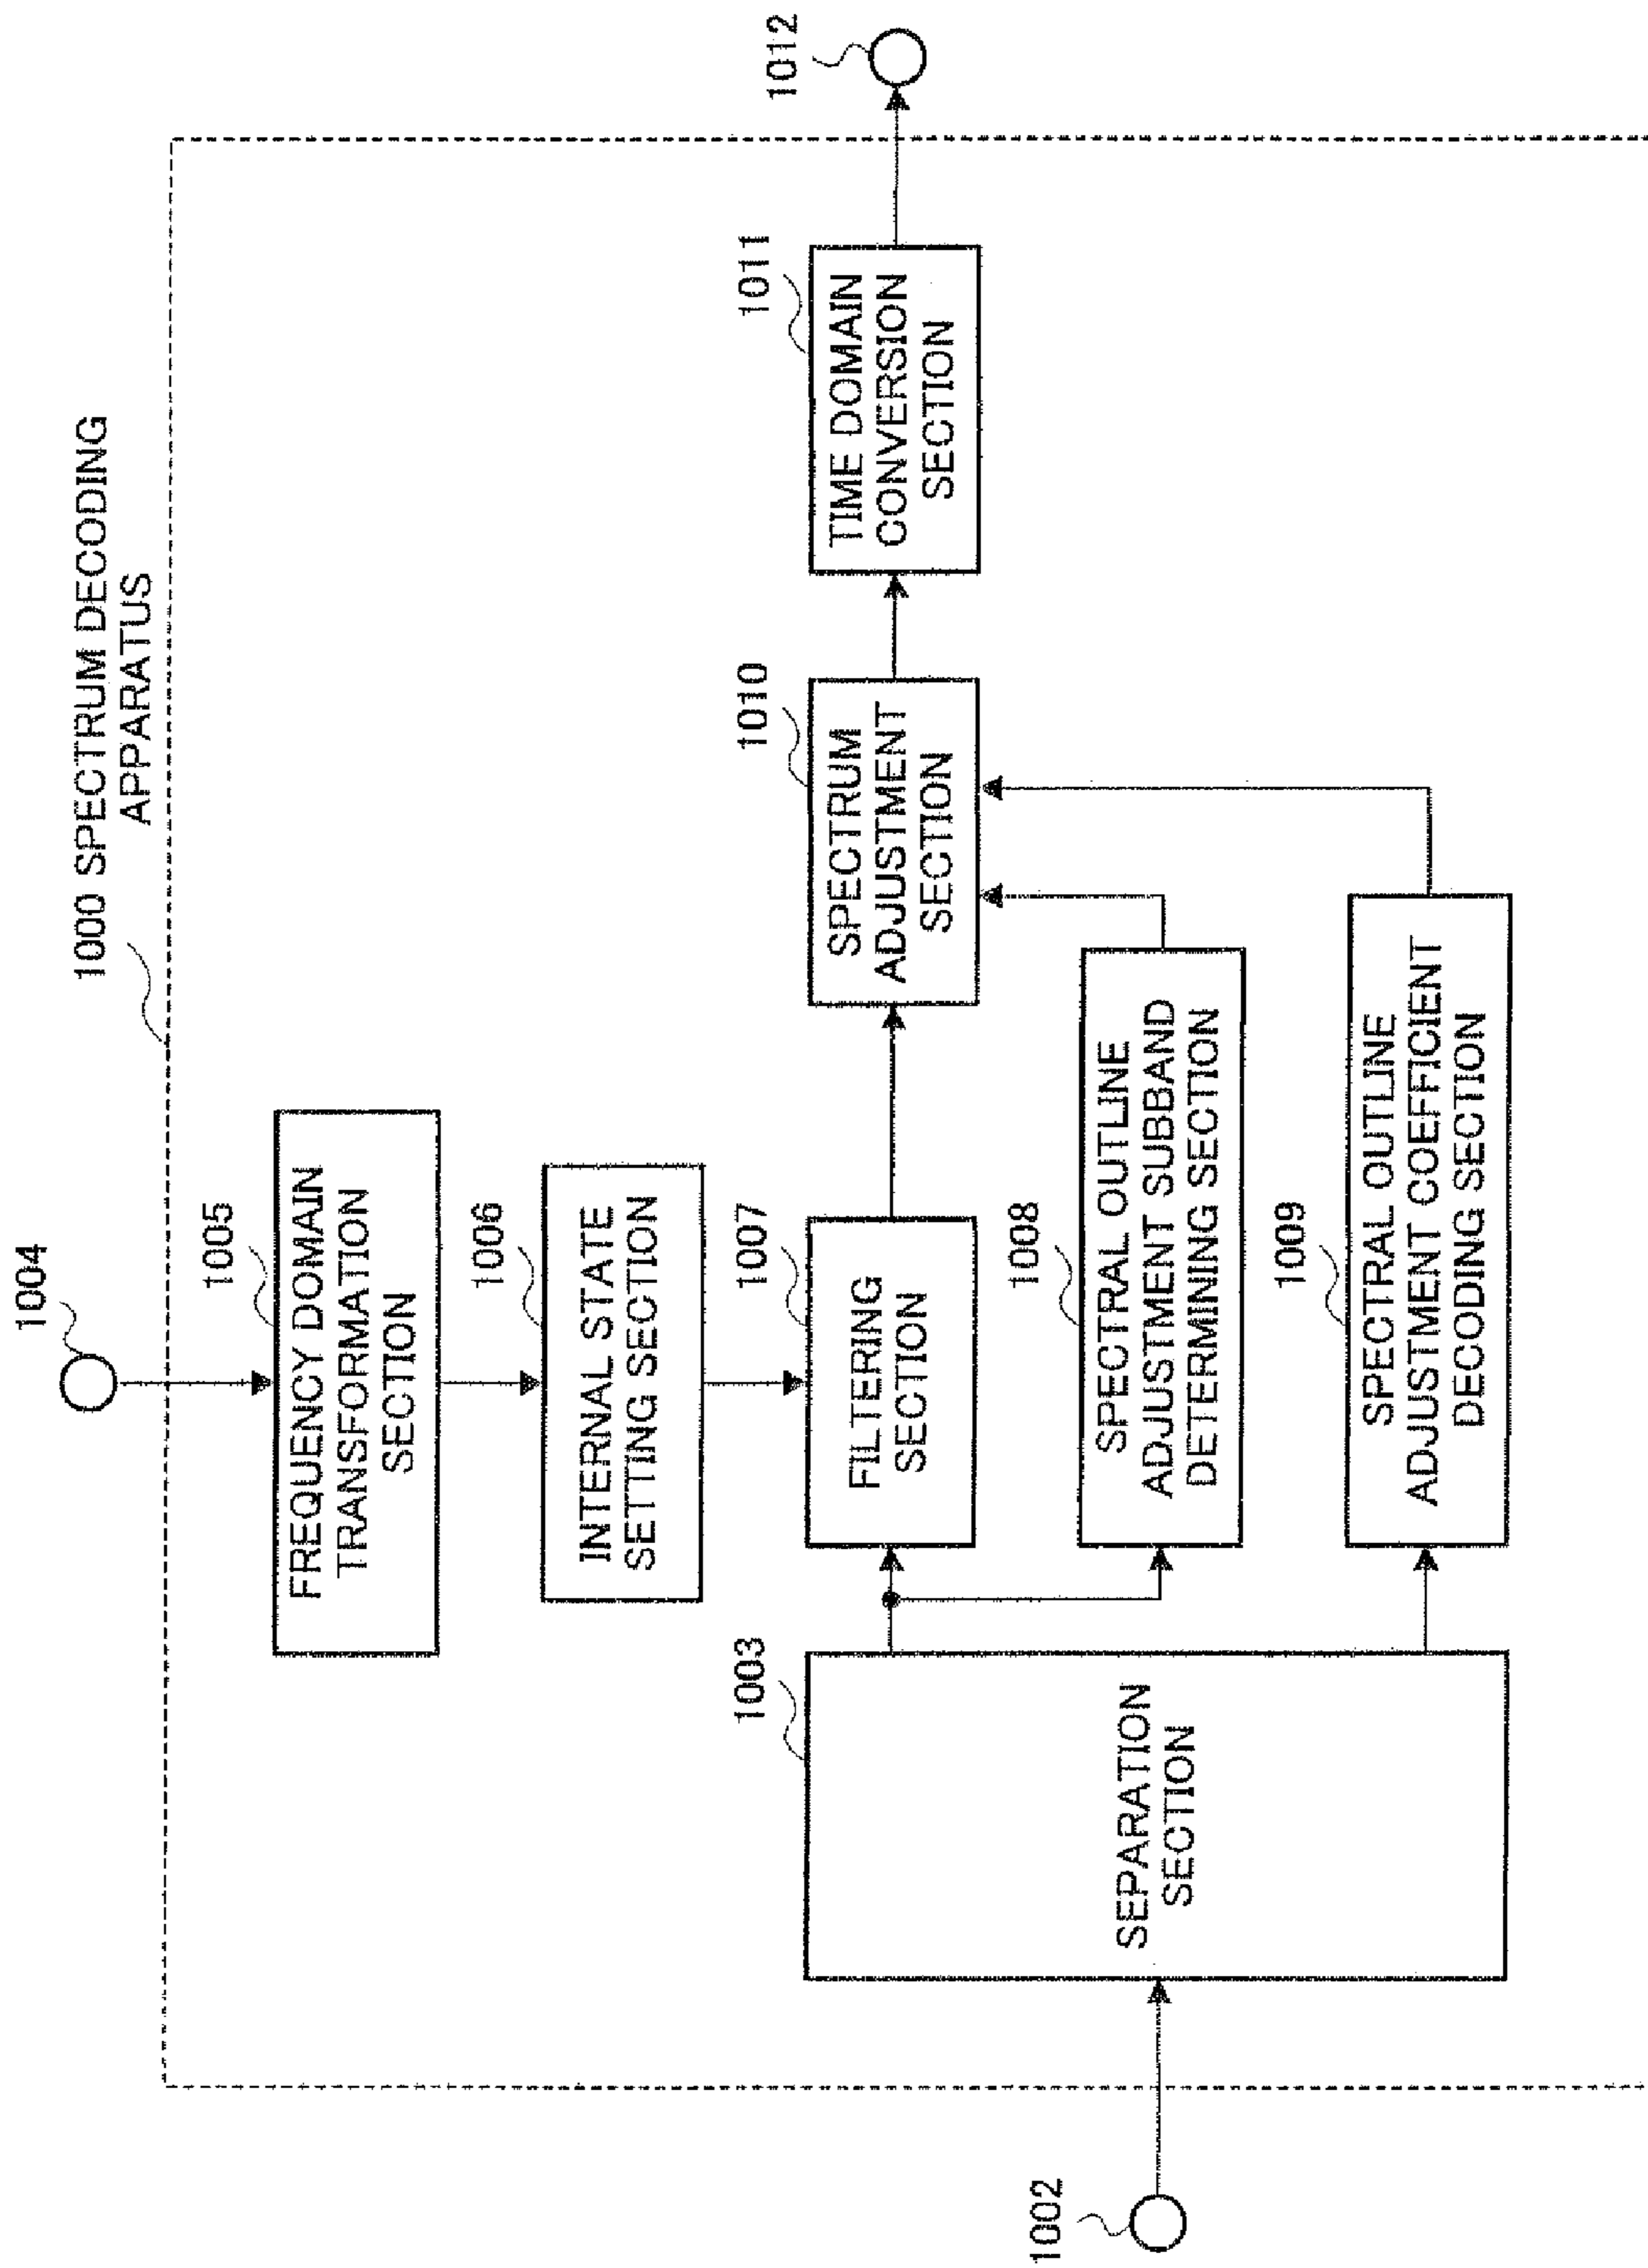 1000 SPECTRUM DECODING
APPARATUS
1004
1005
FREQUENCY DOMAIN
TRANSFORMATION
SECTION
1006
INTERNAL STATE
SETTING SECTION
1002
1003
SEPARATION
SECTION
1007
FILTERING
SECTION
1008
SPECTRAL OUTLINE
ADJUSTMENT SUBBAND
DETERMINING SECTION
1009
SPECTRAL OUTLINE
ADJUSTMENT COEFFICIENT
DECODING SECTION
1010
SPECTRUM
ADJUSTMENT
SECTION
1011
TIME DOMAIN
CONVERSION
SECTION
1012